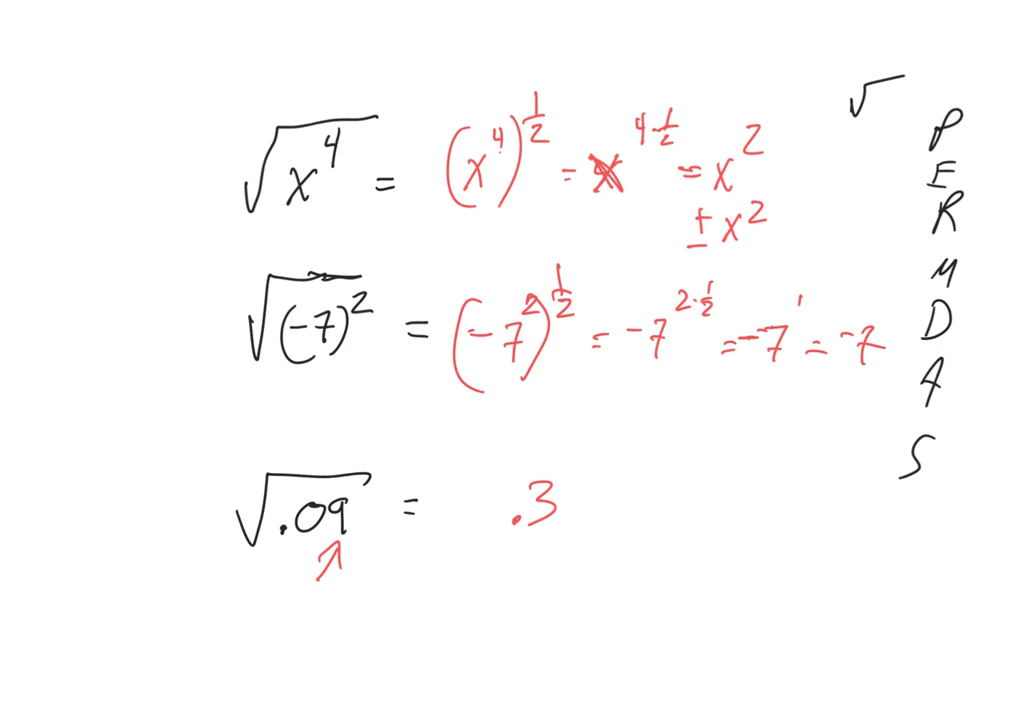 √x⁴ = (x⁴)^½ = x^4·½ = x²
± x²
√(-7)² = (-7²)^½ = -7^2·½ = --7¹ = -7
√.09 = .3
√
P
E
R
M
D
A
S